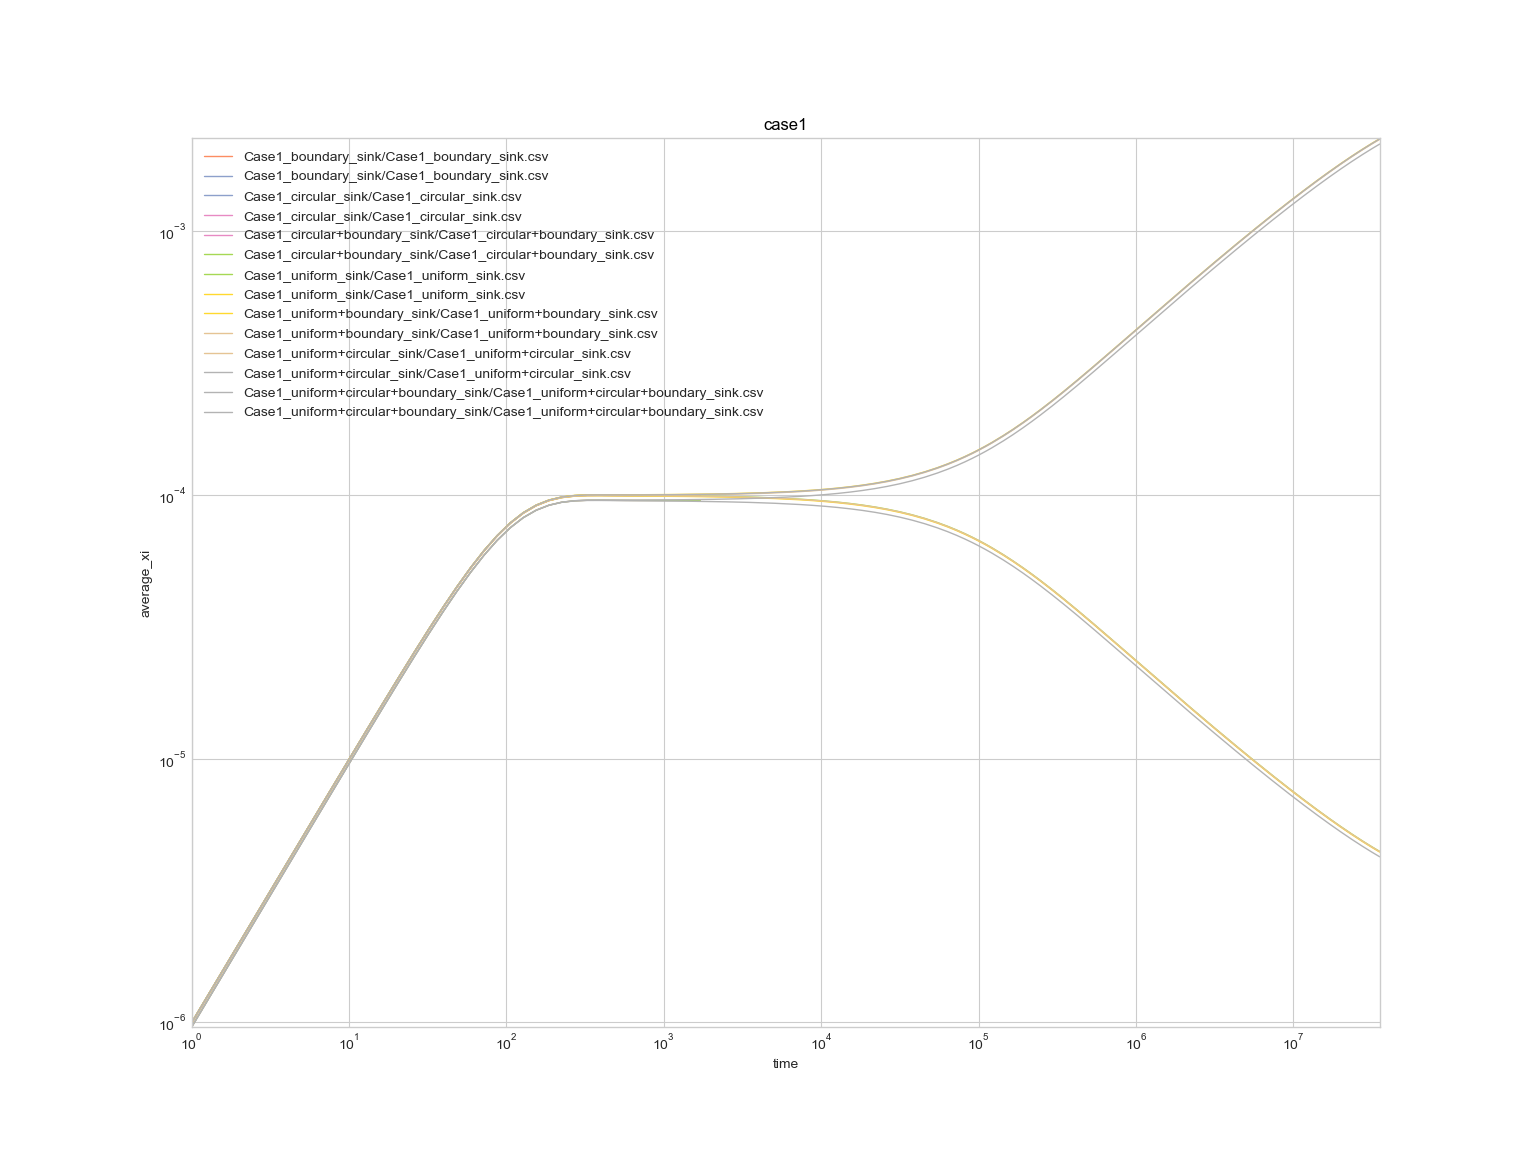 case1
Case1_boundary_sink/Case1_boundary_sink.csv
Case1_boundary_sink/Case1_boundary_sink.csv
Case1_circular_sink/Case1_circular_sink.csv
Case1_circular_sink/Case1_circular_sink.csv
Case1_circular+boundary_sink/Case1_circular+boundary_sink.csv
Case1_circular+boundary_sink/Case1_circular+boundary_sink.csv
Case1_uniform_sink/Case1_uniform_sink.csv
Case1_uniform_sink/Case1_uniform_sink.csv
Case1_uniform+boundary_sink/Case1_uniform+boundary_sink.csv
Case1_uniform+boundary_sink/Case1_uniform+boundary_sink.csv
Case1_uniform+circular_sink/Case1_uniform+circular_sink.csv
Case1_uniform+circular_sink/Case1_uniform+circular_sink.csv
Case1_uniform+circular+boundary_sink/Case1_uniform+circular+boundary_sink.csv
Case1_uniform+circular+boundary_sink/Case1_uniform+circular+boundary_sink.csv
10⁻³
10⁻⁴
10⁻⁵
10⁻⁶
average_xi
10⁰ 10¹ 10² 10³ 10⁴ 10⁵ 10⁶ 10⁷
time